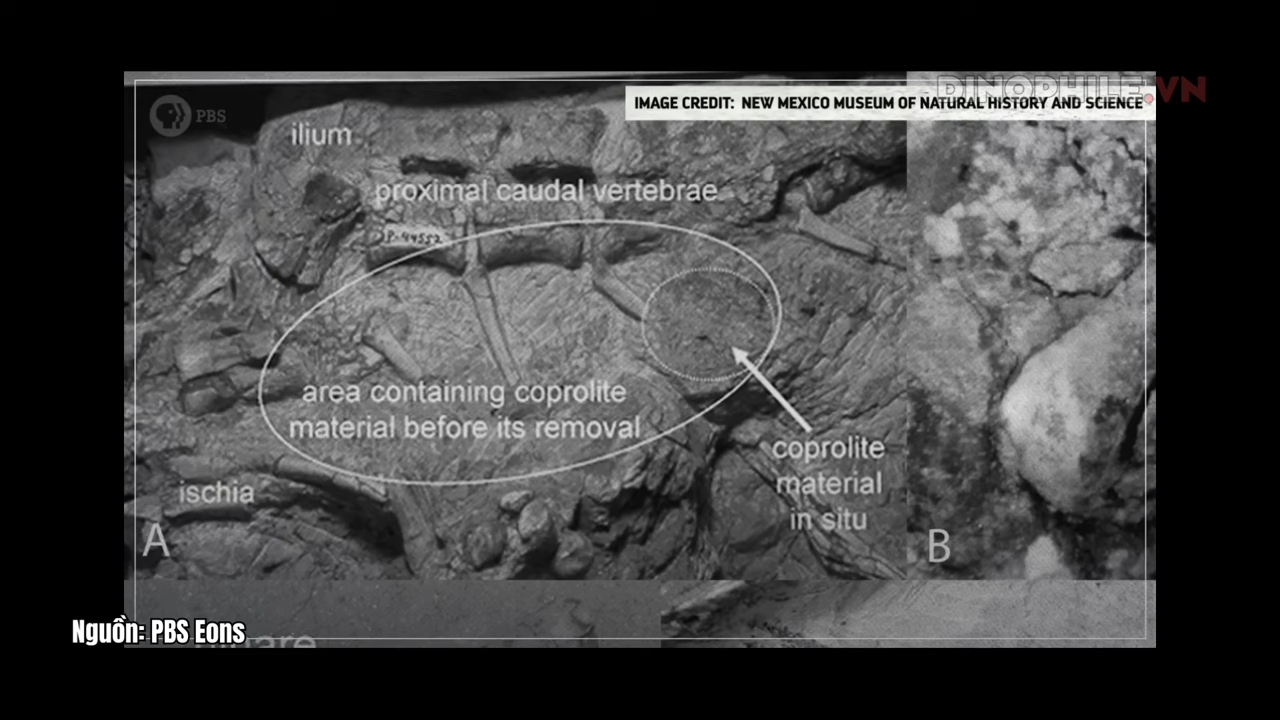 DINOPHILE.VN
IMAGE CREDIT: NEW MEXICO MUSEUM OF NATURAL HISTORY AND SCIENCE
PBS
ilium
proximal caudal vertebrae
P-44552
area containing coprolite
material before its removal
coprolite
material
in situ
ischia
A
B
Nguồn: PBS Eons